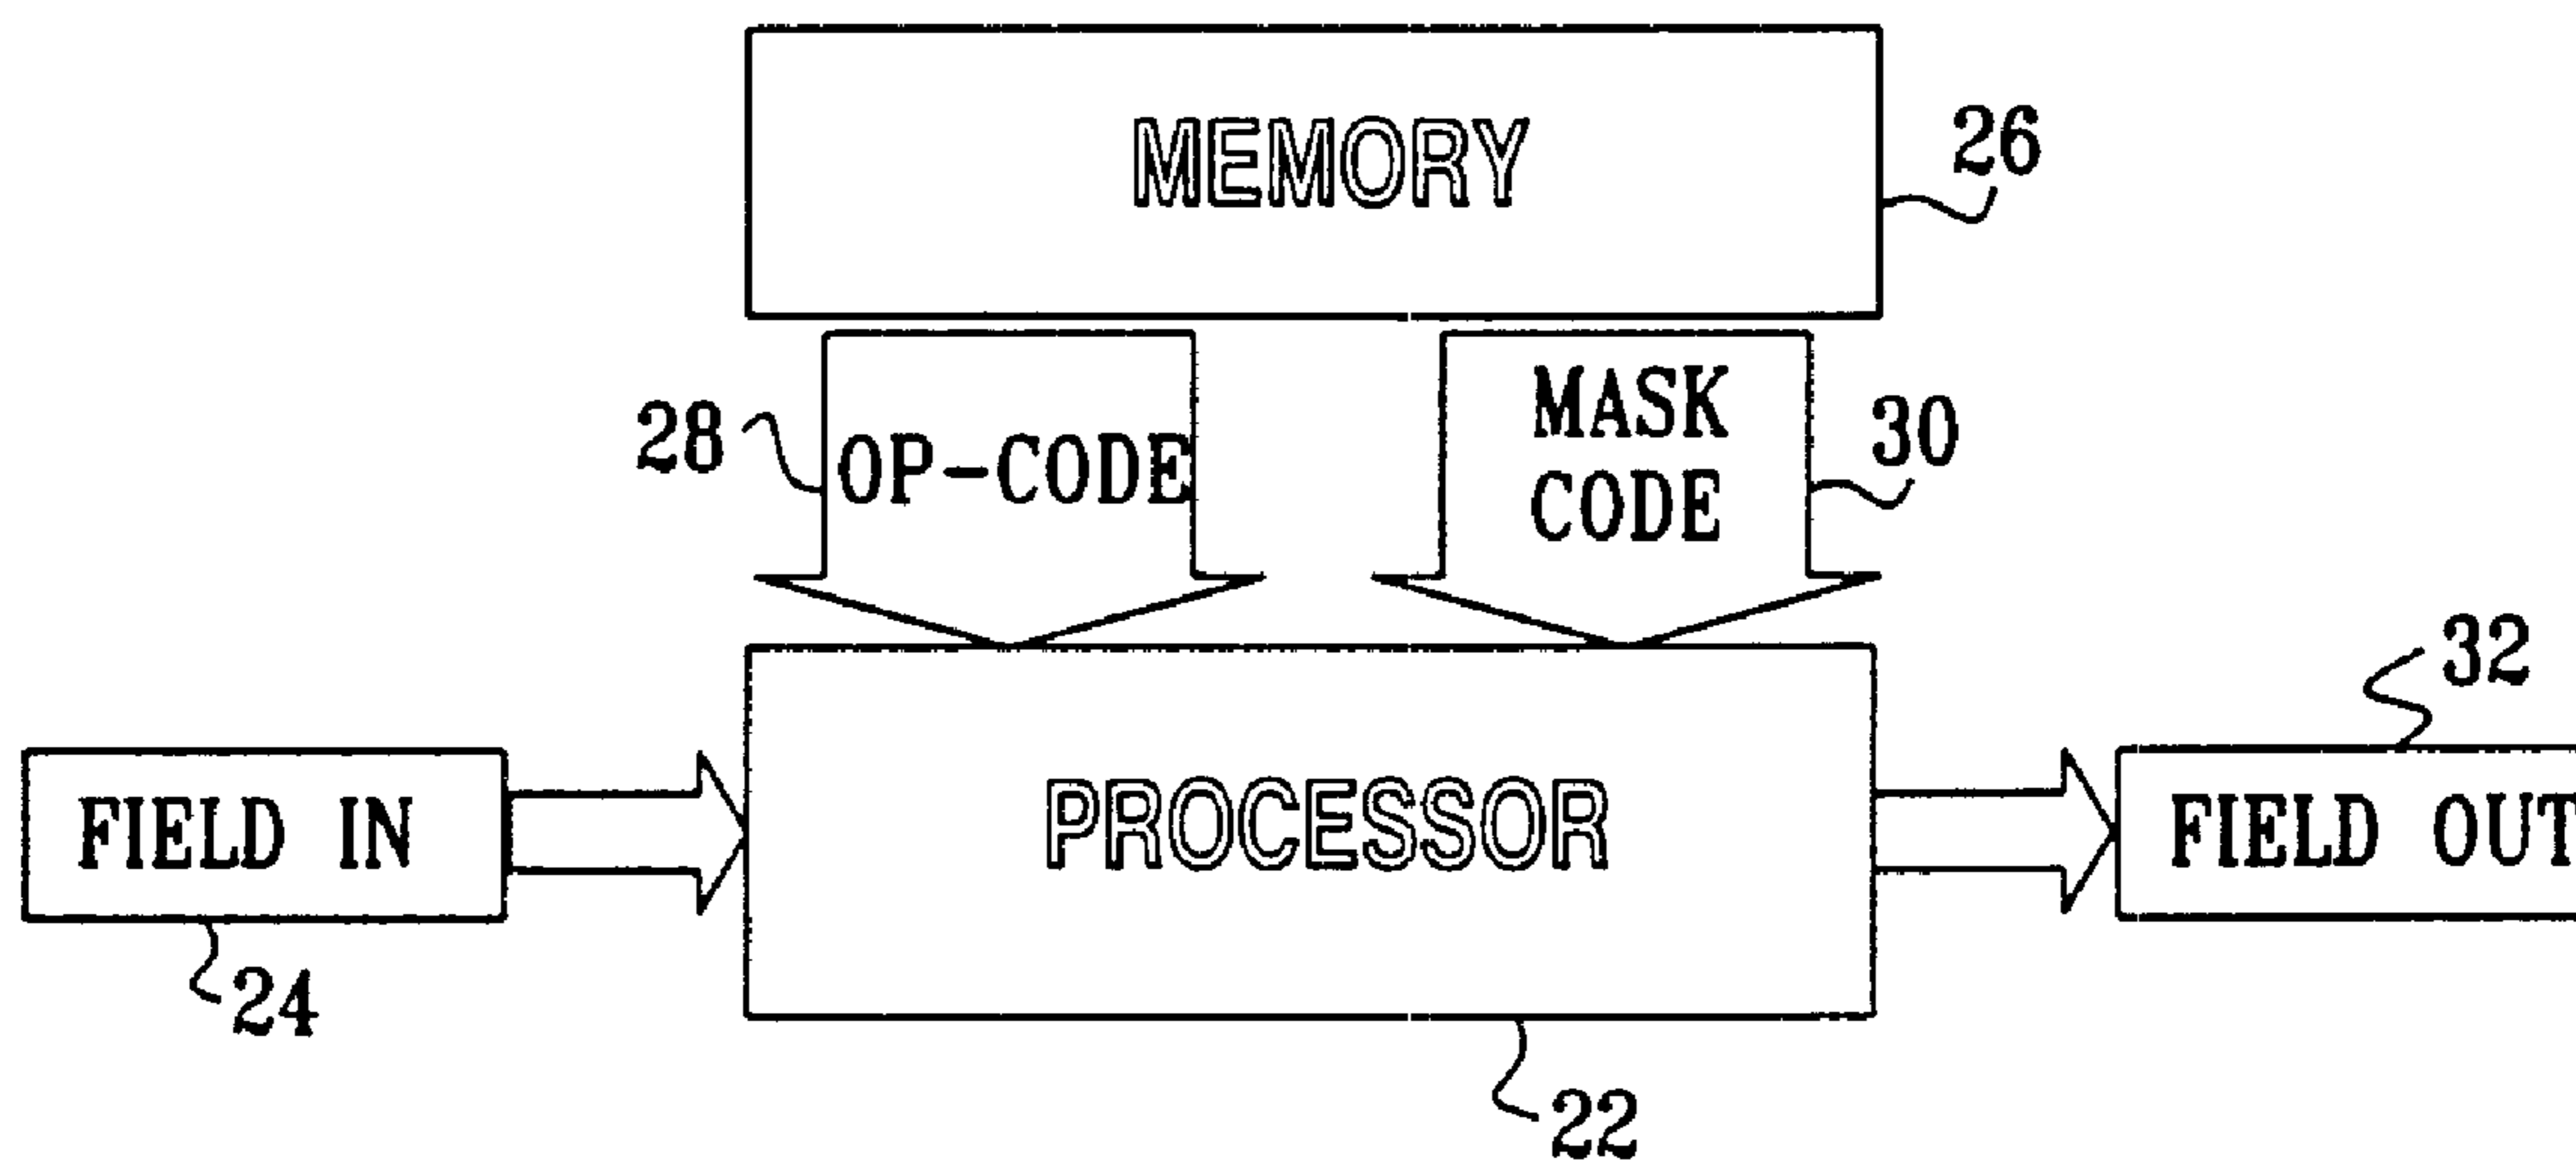 MEMORY
26
28
OP-CODE
MASK
CODE
30
32
FIELD IN
PROCESSOR
FIELD OUT
24
22